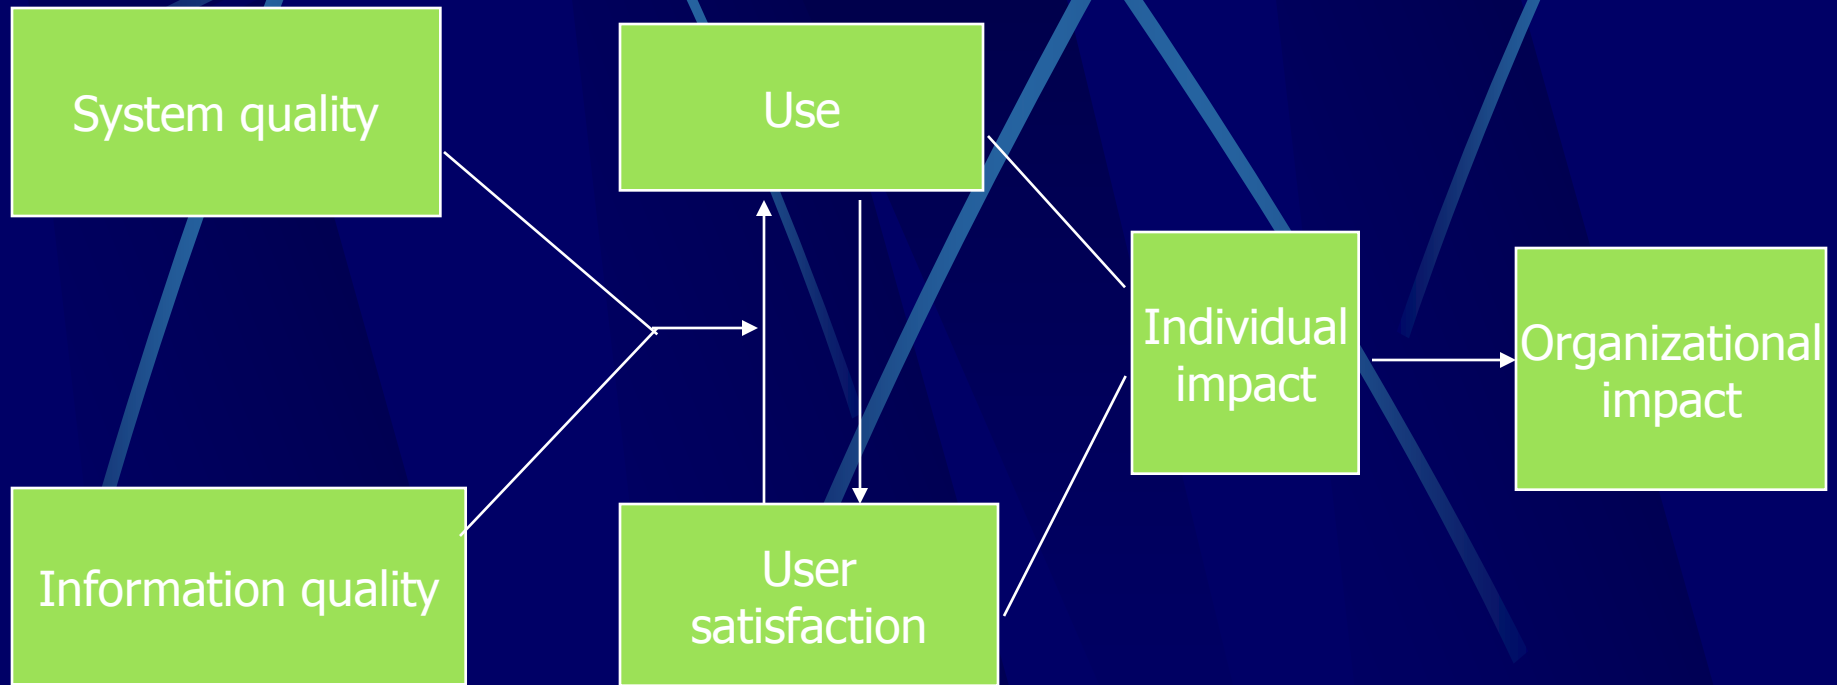 System quality
Use
Individual
impact
Organizational
impact
Information quality
User
satisfaction